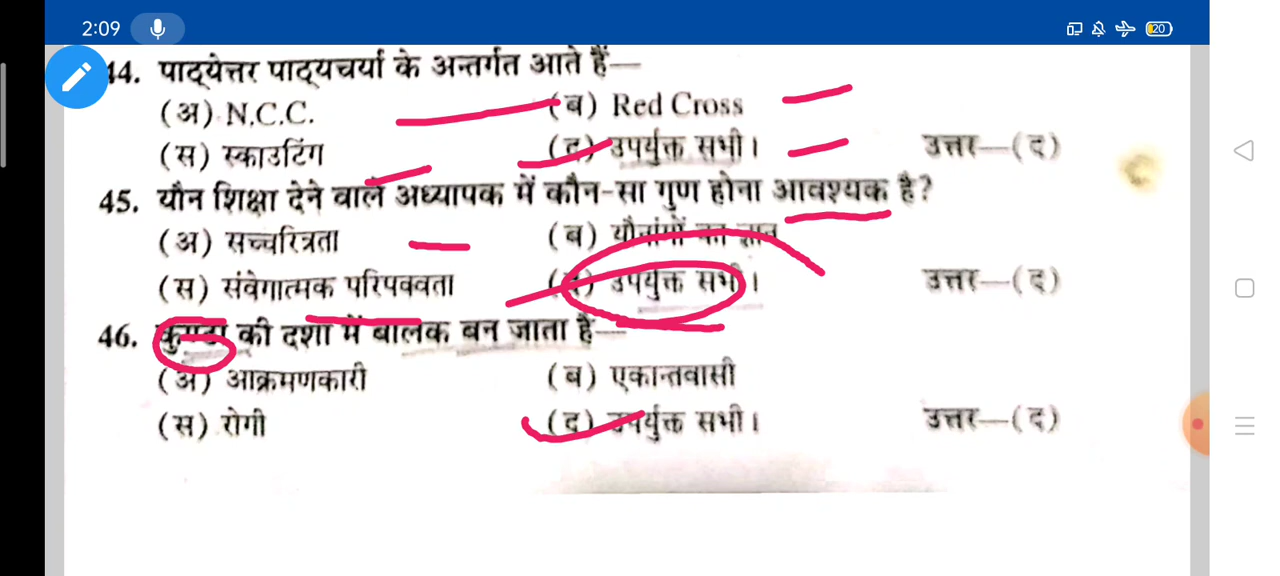 2:09
20
44. पाठ्येत्तर पाठ्यचर्या के अन्तर्गत आते हैं—
(अ) N.C.C. (ब) Red Cross
(स) स्काउटिंग (द) उपर्युक्त सभी। उत्तर—(द)
45. यौन शिक्षा देने वाले अध्यापक में कौन-सा गुण होना आवश्यक है?
(अ) सच्चरित्रता (ब) यौनांगों का ज्ञान
(स) संवेगात्मक परिपक्वता (द) उपर्युक्त सभी। उत्तर—(द)
46. कुण्ठा की दशा में बालक बन जाता है—
(अ) आक्रमणकारी (ब) एकान्तवासी
(स) रोगी (द) उपर्युक्त सभी। उत्तर—(द)